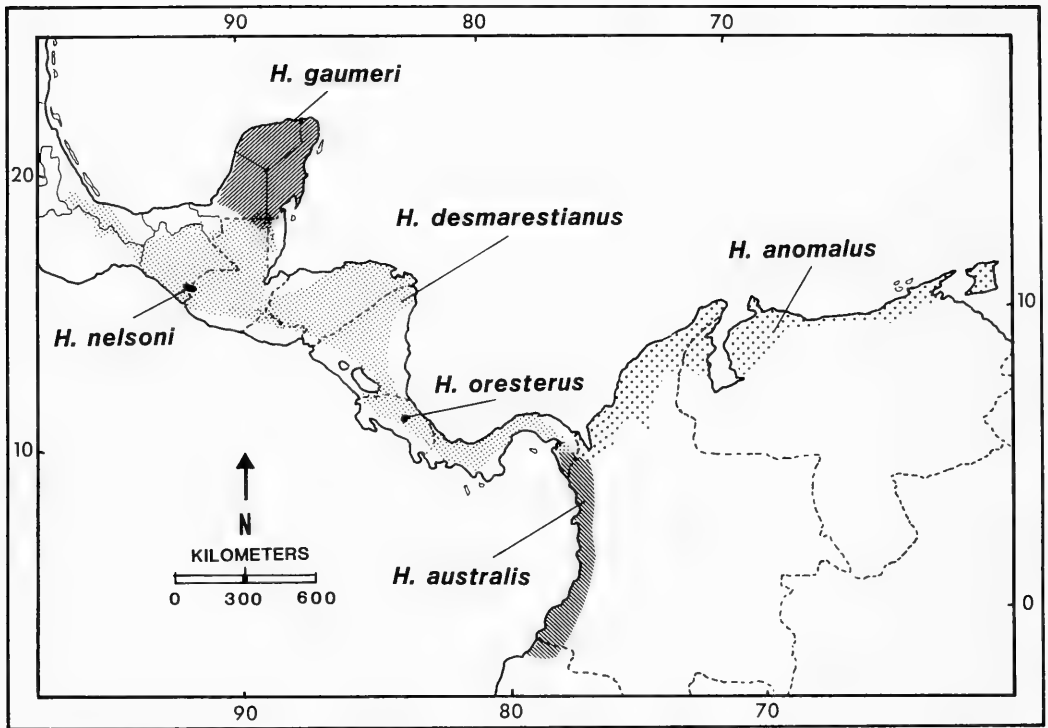 90 80 70
H. gaumeri
20
H. desmarestianus
H. anomalus
10
H. nelsoni
H. oresterus
10
N
KILOMETERS
H. australis
0 300 600
0
90 80 70